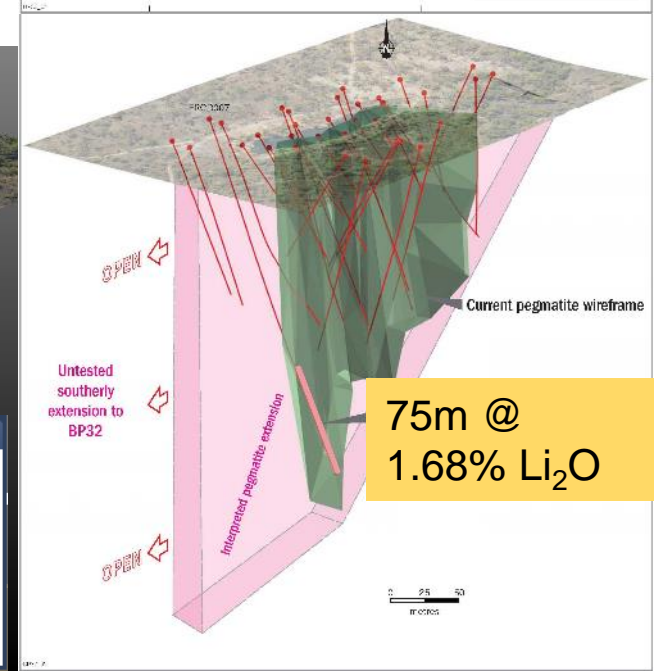 OPEN
Current pegmatite wireframe
Untested
southerly
extension to
BP32
Interpreted pegmatite extension
75m @
1.68% Li₂O
OPEN
0 25 50
metres